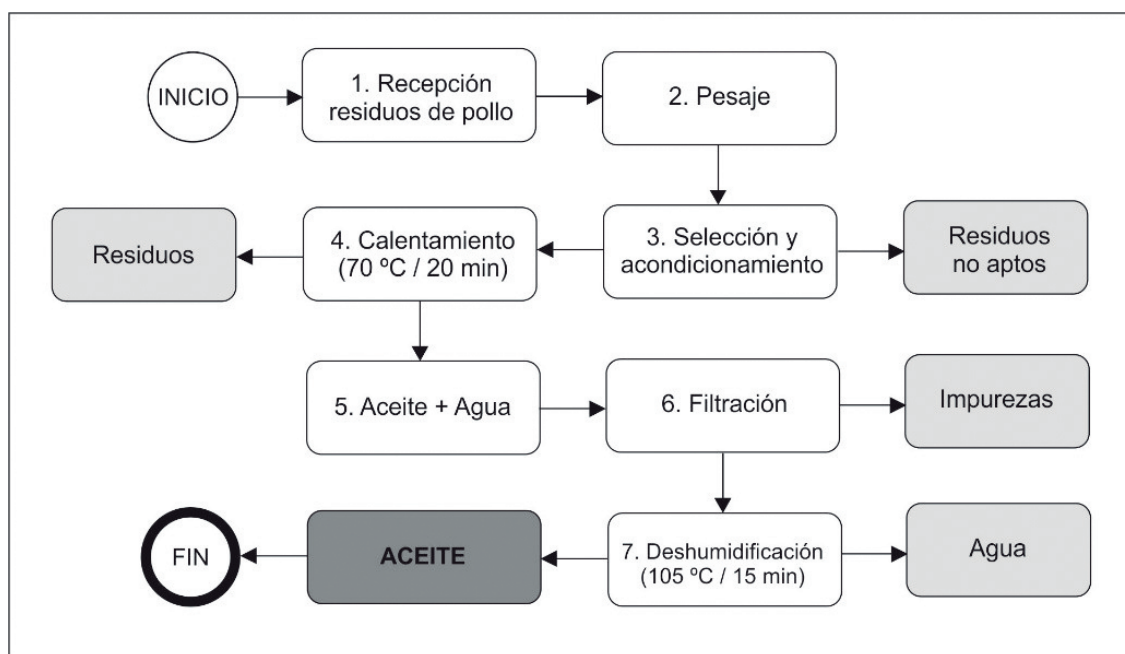 INICIO
1. Recepción
residuos de pollo
2. Pesaje
Residuos
4. Calentamiento
(70 ºC / 20 min)
3. Selección y
acondicionamiento
Residuos
no aptos
5. Aceite + Agua
6. Filtración
Impurezas
FIN
ACEITE
7. Deshumidificación
(105 ºC / 15 min)
Agua